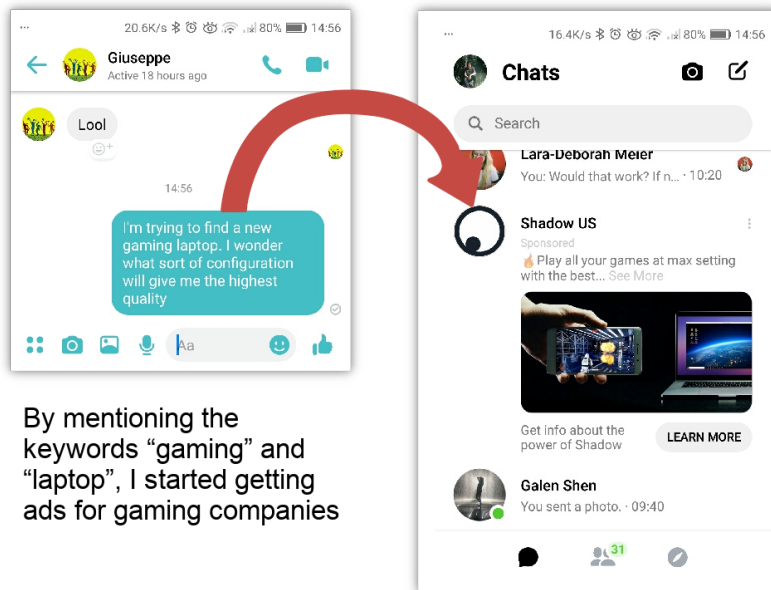 ... 20.6K/s 80% 14:56
Giuseppe
Active 18 hours ago
Lool
14:56
I'm trying to find a new
gaming laptop. I wonder
what sort of configuration
will give me the highest
quality
Aa
By mentioning the
keywords “gaming” and
“laptop”, I started getting
ads for gaming companies
... 16.4K/s 80% 14:56
Chats
Search
Lara-Deborah Meier
You: Would that work? If n... · 10:20
Shadow US
Sponsored
Play all your games at max setting
with the best... See More
Get info about the
power of Shadow
LEARN MORE
Galen Shen
You sent a photo. · 09:40
31